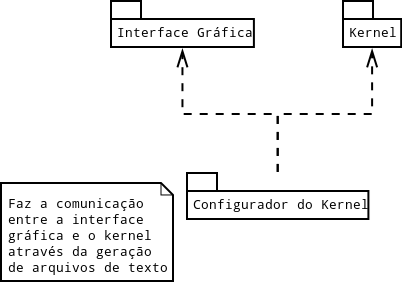 Interface Gráfica
Kernel
Configurador do Kernel
Faz a comunicação
entre a interface
gráfica e o kernel
através da geração
de arquivos de texto